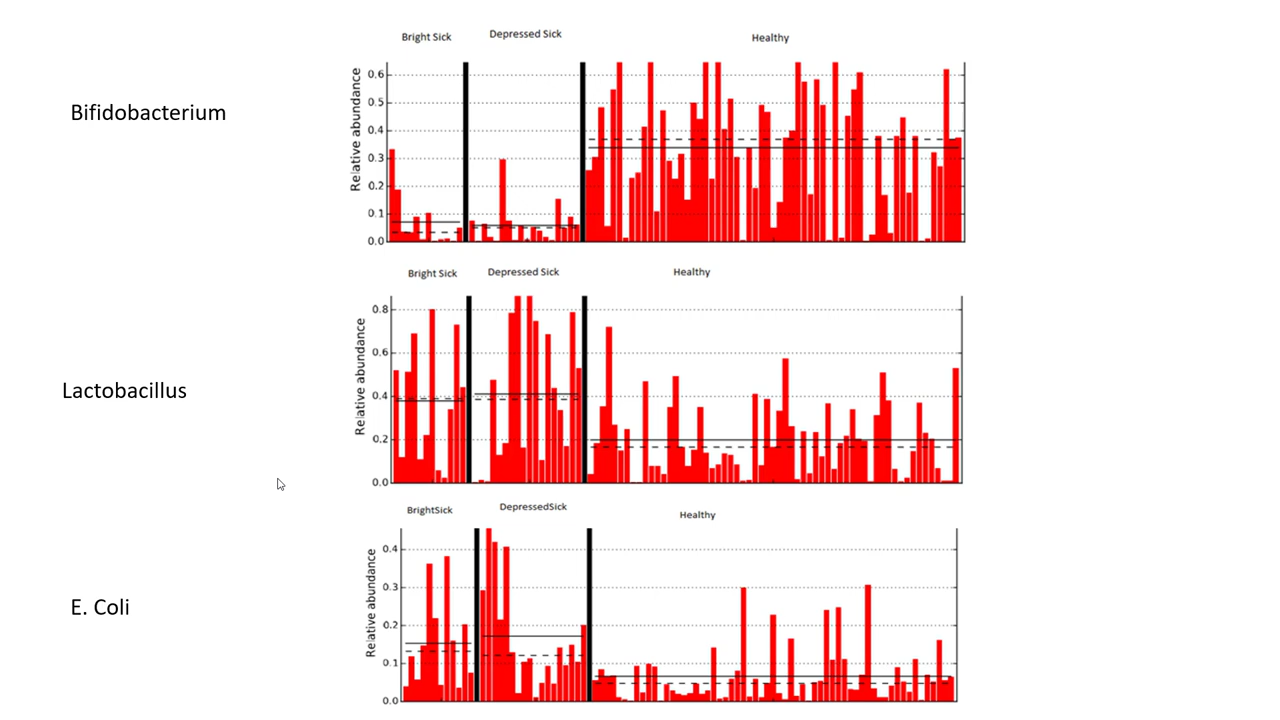 Bright Sick
Depressed Sick
Healthy
Bifidobacterium
Relative abundance
0.6
0.5
0.4
0.3
0.2
0.1
0.0
Bright Sick
Depressed Sick
Healthy
Lactobacillus
Relative abundance
0.8
0.6
0.4
0.2
0.0
BrightSick
DepressedSick
Healthy
E. Coli
Relative abundance
0.4
0.3
0.2
0.1
0.0